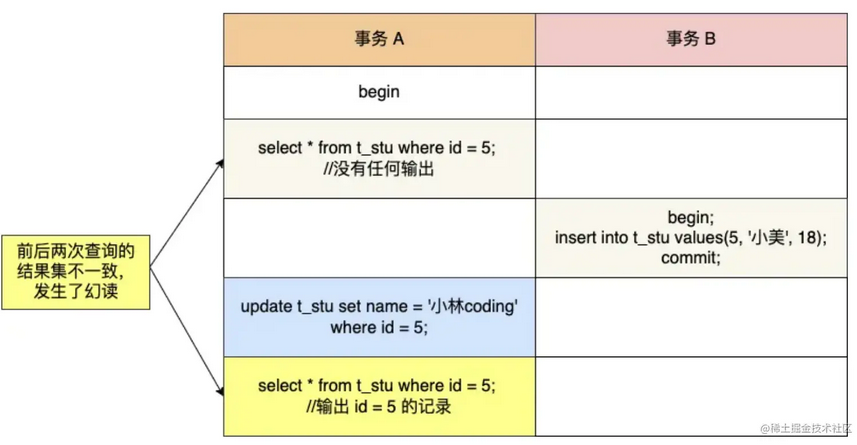 事务 A
事务 B
begin
select * from t_stu where id = 5;
//没有任何输出
begin;
insert into t_stu values(5, '小美', 18);
commit;
前后两次查询的
结果集不一致，
发生了幻读
update t_stu set name = '小林coding'
where id = 5;
select * from t_stu where id = 5;
//输出 id = 5 的记录
@稀土掘金技术社区